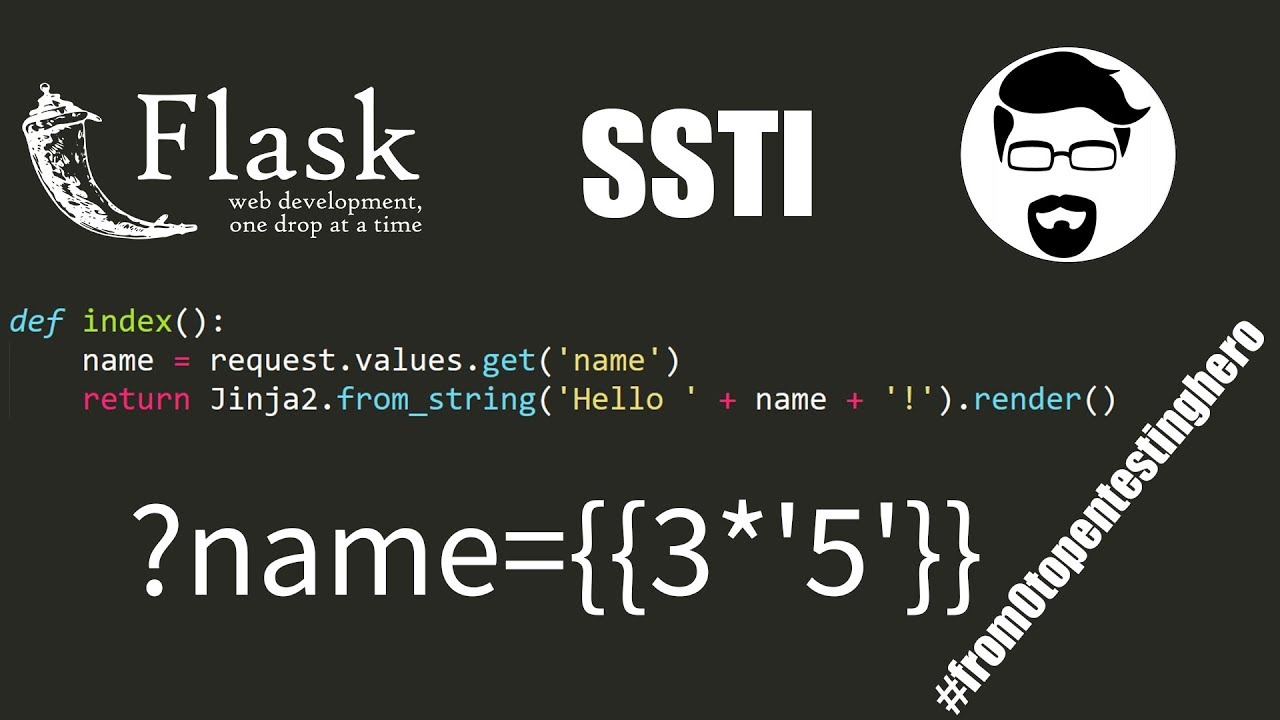 Flask
web development,
one drop at a time
SSTI
def index():
    name = request.values.get('name')
    return Jinja2.from_string('Hello ' + name + '!').render()
?name={{3*'5'}}
#from0topentestinghero